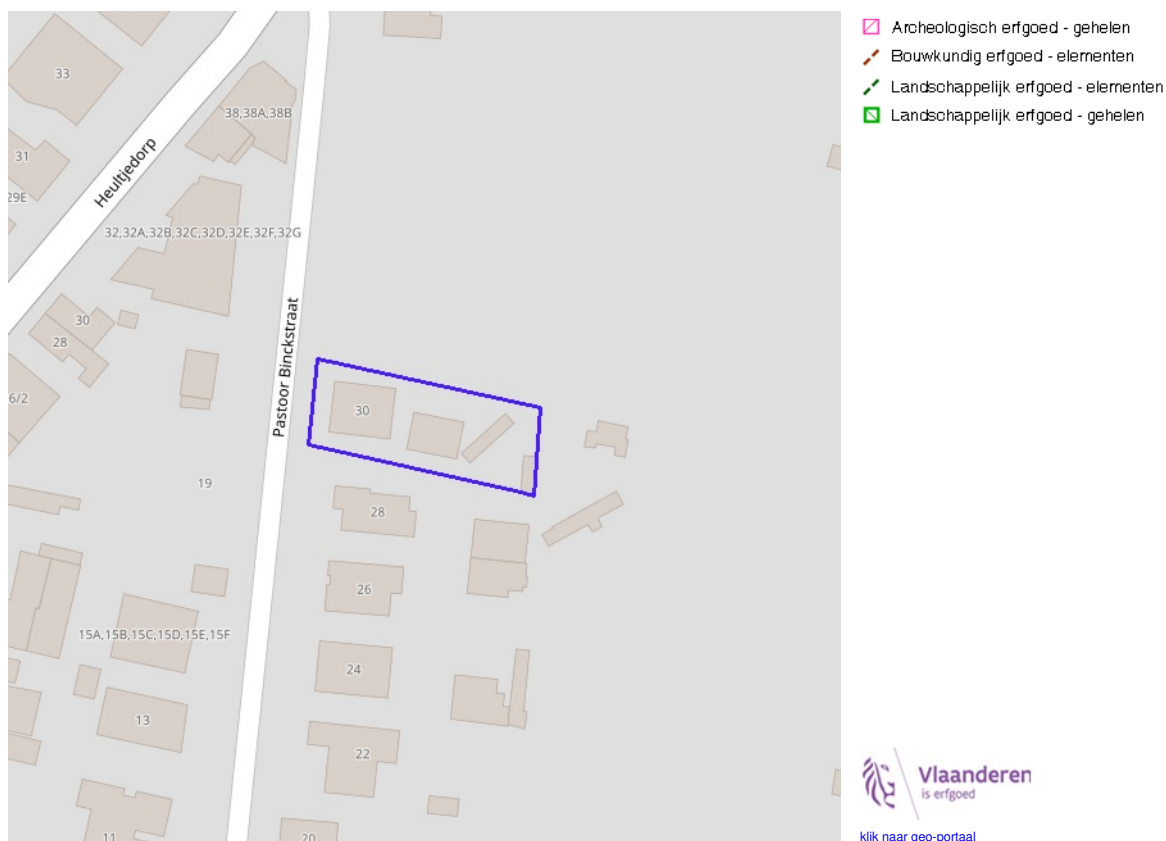 33
38,38A,38B
31
29E
Heultjedorp
32,32A,32B,32C,32D,32E,32F,32G
30
28
6/2
Pastoor Binckstraat
30
19
28
26
15A,15B,15C,15D,15E,15F
24
13
22
11
20
Archeologisch erfgoed - gehelen
Bouwkundig erfgoed - elementen
Landschappelijk erfgoed - elementen
Landschappelijk erfgoed - gehelen
Vlaanderen
is erfgoed
klik naar geo-portaal